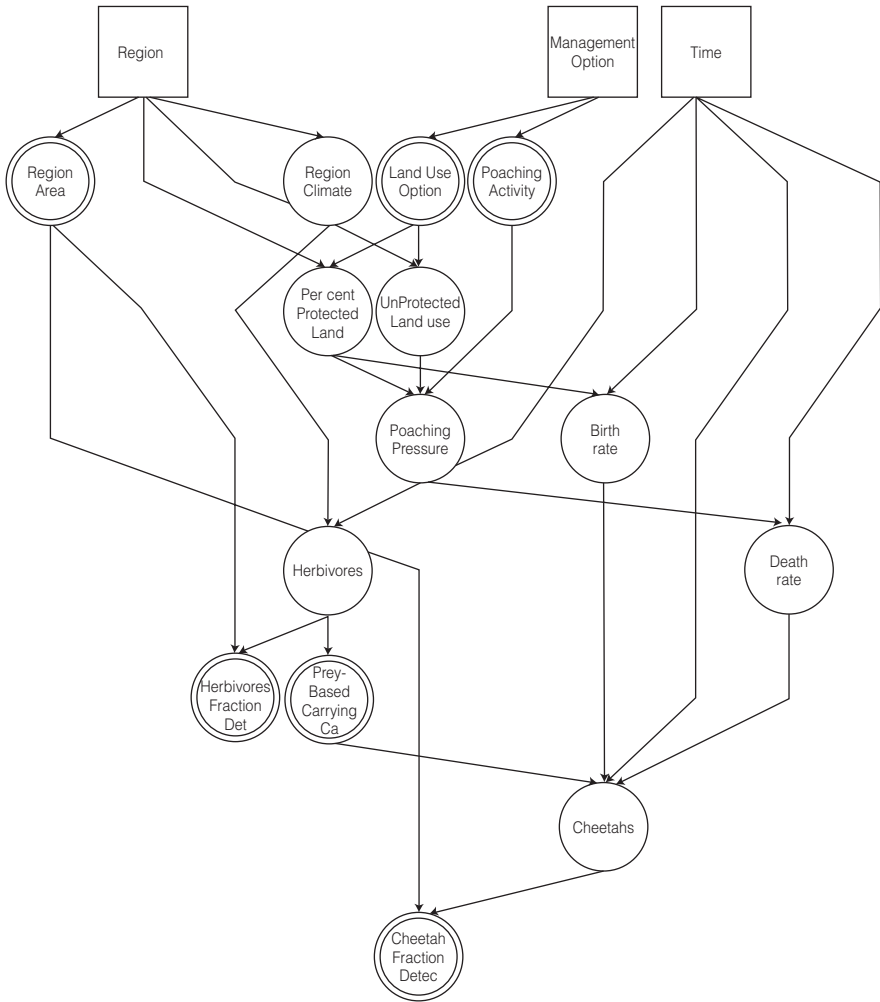 Region
Management
Option
Time
Region
Area
Region
Climate
Land Use
Option
Poaching
Activity
Per cent
Protected
Land
UnProtected
Land use
Poaching
Pressure
Birth
rate
Herbivores
Death
rate
Herbivores
Fraction
Det
Prey-
Based
Carrying
Ca
Cheetahs
Cheetah
Fraction
Detec